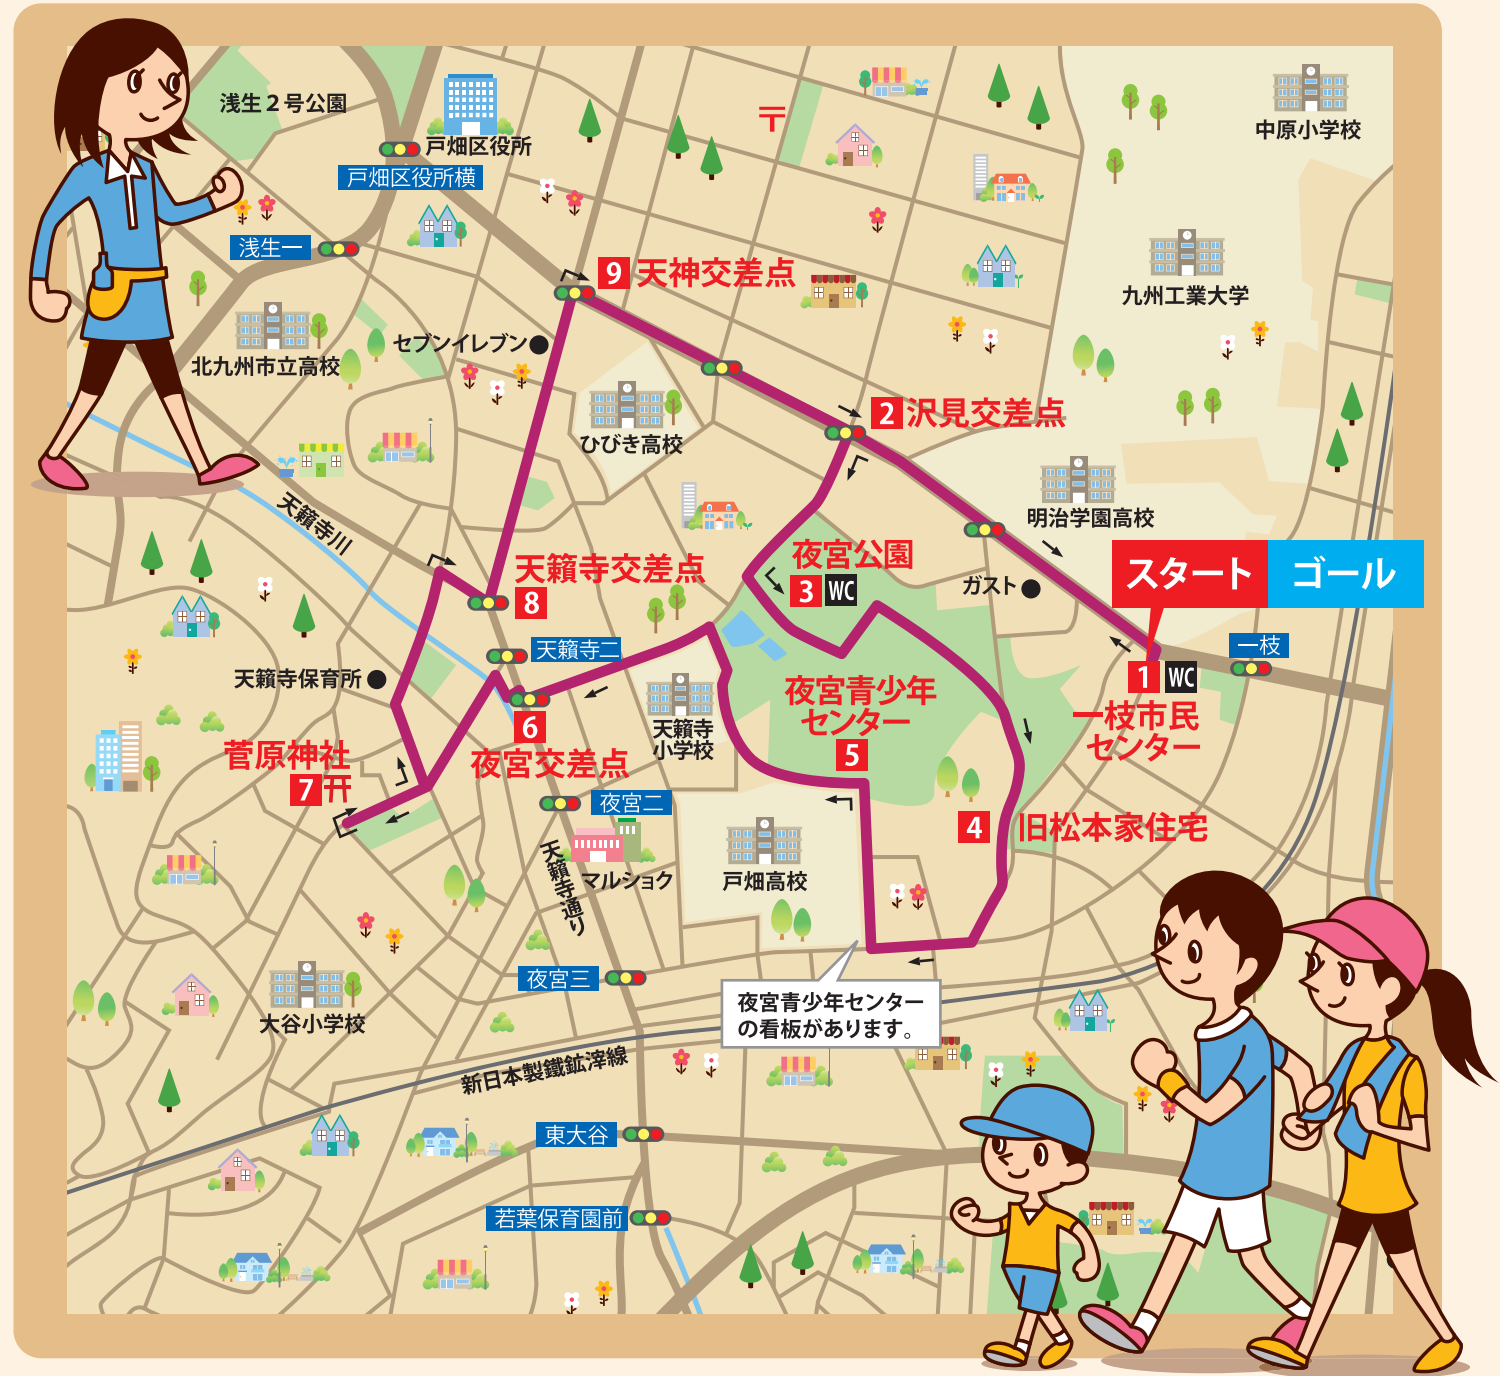 浅生2号公園
戸畑区役所
戸畑区役所横
浅生一
〒
中原小学校
九州工業大学
9 天神交差点
セブンイレブン
北九州市立高校
ひびき高校
2 沢見交差点
明治学園高校
天籟寺川
夜宮公園
3 WC
ガスト
スタート ゴール
天籟寺交差点
8
天籟寺二
一枝
1 WC
一枝市民
センター
天籟寺保育所
天籟寺
小学校
夜宮青少年
センター
5
6
夜宮交差点
菅原神社
7
夜宮二
4 旧松本家住宅
マルショク
天籟寺通り
戸畑高校
夜宮三
大谷小学校
夜宮青少年センター
の看板があります。
新日本製鐵鉱滓線
東大谷
若葉保育園前